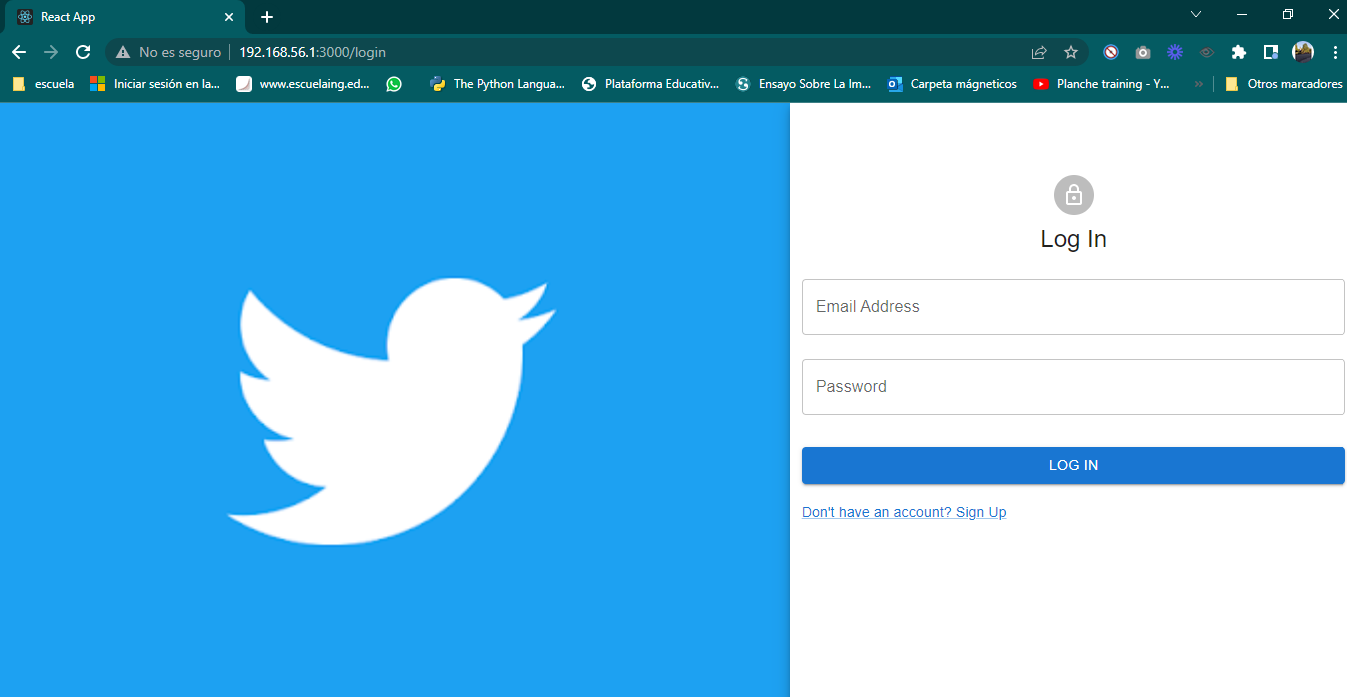 React App
No es seguro 192.168.56.1:3000/login
escuela Iniciar sesión en la... www.escuelaing.ed... The Python Langua... Plataforma Educativ... Ensayo Sobre La Im... Carpeta mágneticos Planche training - Y... » Otros marcadores
Log In
Email Address
Password
LOG IN
Don't have an account? Sign Up